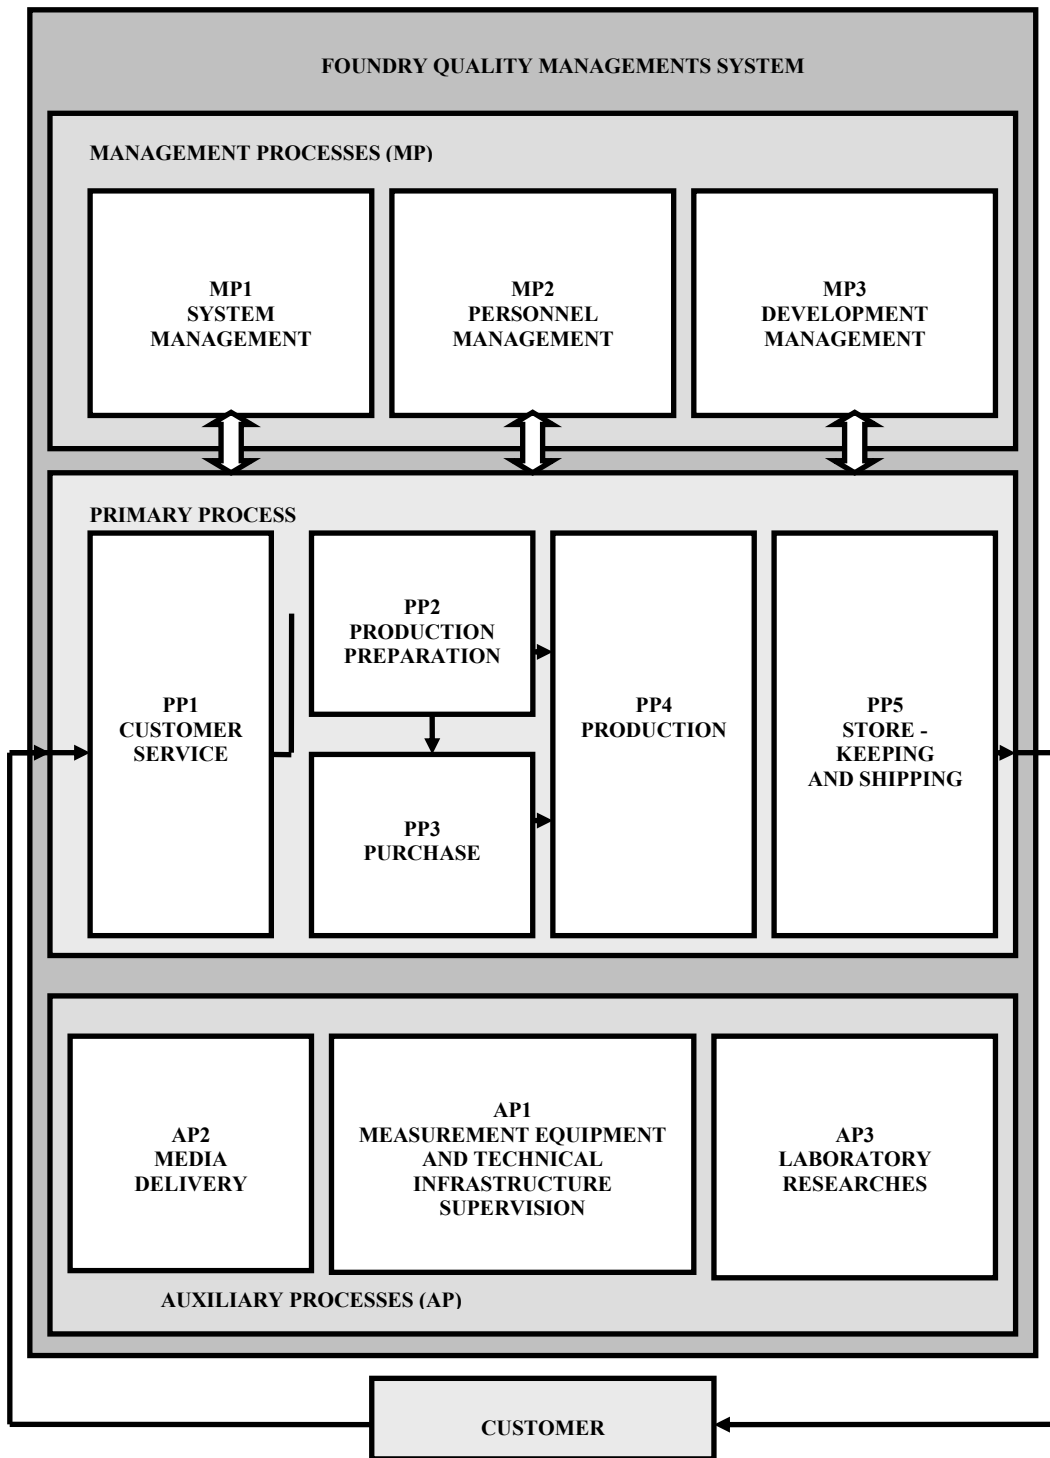 FOUNDRY QUALITY MANAGEMENTS SYSTEM
MANAGEMENT PROCESSES (MP)
MP1
SYSTEM
MANAGEMENT
MP2
PERSONNEL
MANAGEMENT
MP3
DEVELOPMENT
MANAGEMENT
PRIMARY PROCESS
PP1
CUSTOMER
SERVICE
PP2
PRODUCTION
PREPARATION
PP3
PURCHASE
PP4
PRODUCTION
PP5
STORE -
KEEPING
AND SHIPPING
AP2
MEDIA
DELIVERY
AP1
MEASUREMENT EQUIPMENT
AND TECHNICAL
INFRASTRUCTURE
SUPERVISION
AP3
LABORATORY
RESEARCHES
AUXILIARY PROCESSES (AP)
CUSTOMER